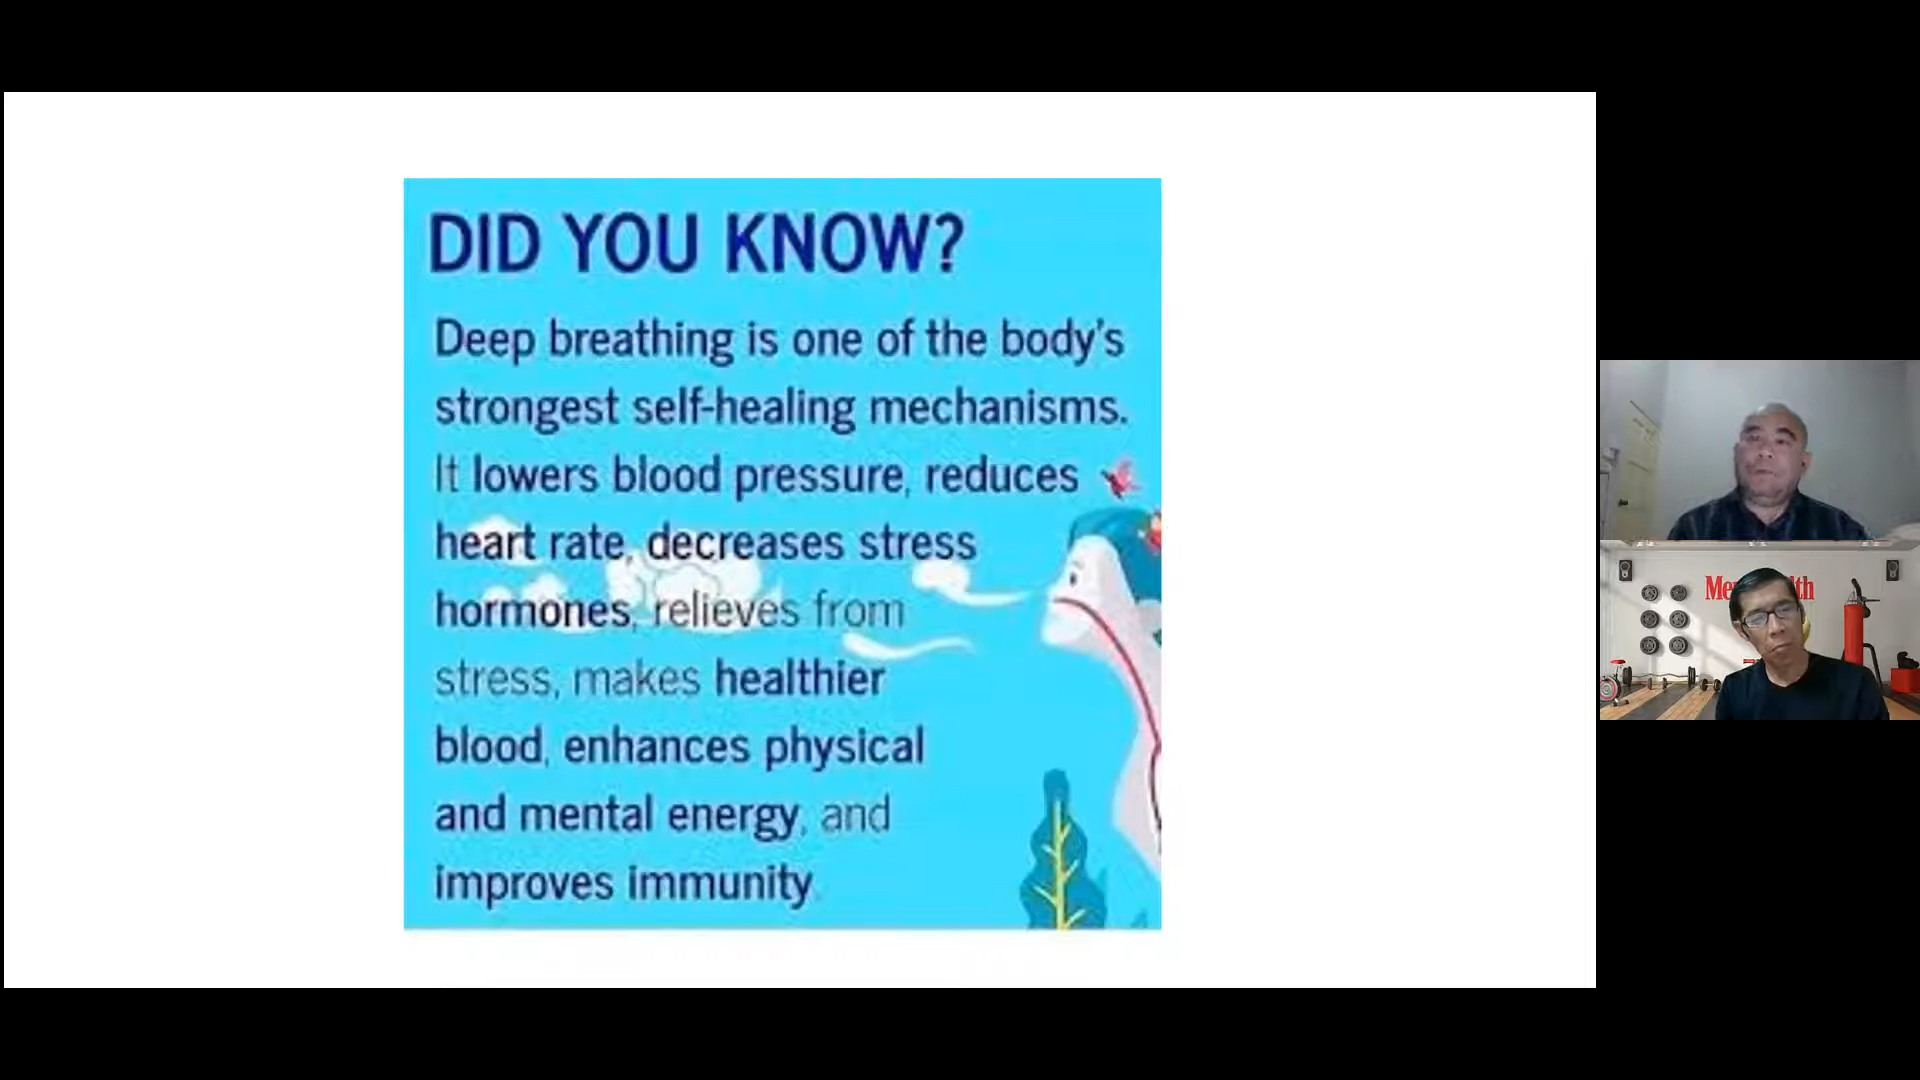 DID YOU KNOW?
Deep breathing is one of the body's
strongest self-healing mechanisms.
It lowers blood pressure, reduces
heart rate, decreases stress
hormones, relieves from
stress, makes healthier
blood, enhances physical
and mental energy, and
improves immunity